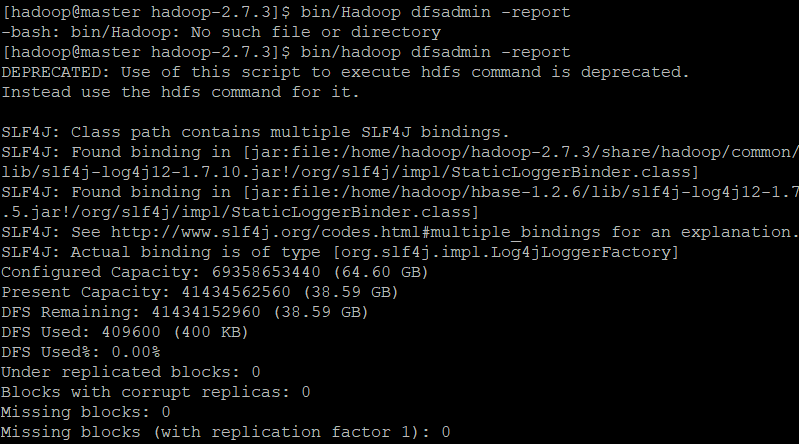 [hadoop@master hadoop-2.7.3]$ bin/Hadoop dfsadmin -report
-bash: bin/Hadoop: No such file or directory
[hadoop@master hadoop-2.7.3]$ bin/hadoop dfsadmin -report
DEPRECATED: Use of this script to execute hdfs command is deprecated.
Instead use the hdfs command for it.

SLF4J: Class path contains multiple SLF4J bindings.
SLF4J: Found binding in [jar:file:/home/hadoop/hadoop-2.7.3/share/hadoop/common/
lib/slf4j-log4j12-1.7.10.jar!/org/slf4j/impl/StaticLoggerBinder.class]
SLF4J: Found binding in [jar:file:/home/hadoop/hbase-1.2.6/lib/slf4j-log4j12-1.7
.5.jar!/org/slf4j/impl/StaticLoggerBinder.class]
SLF4J: See http://www.slf4j.org/codes.html#multiple_bindings for an explanation.
SLF4J: Actual binding is of type [org.slf4j.impl.Log4jLoggerFactory]
Configured Capacity: 69358653440 (64.60 GB)
Present Capacity: 41434562560 (38.59 GB)
DFS Remaining: 41434152960 (38.59 GB)
DFS Used: 409600 (400 KB)
DFS Used%: 0.00%
Under replicated blocks: 0
Blocks with corrupt replicas: 0
Missing blocks: 0
Missing blocks (with replication factor 1): 0